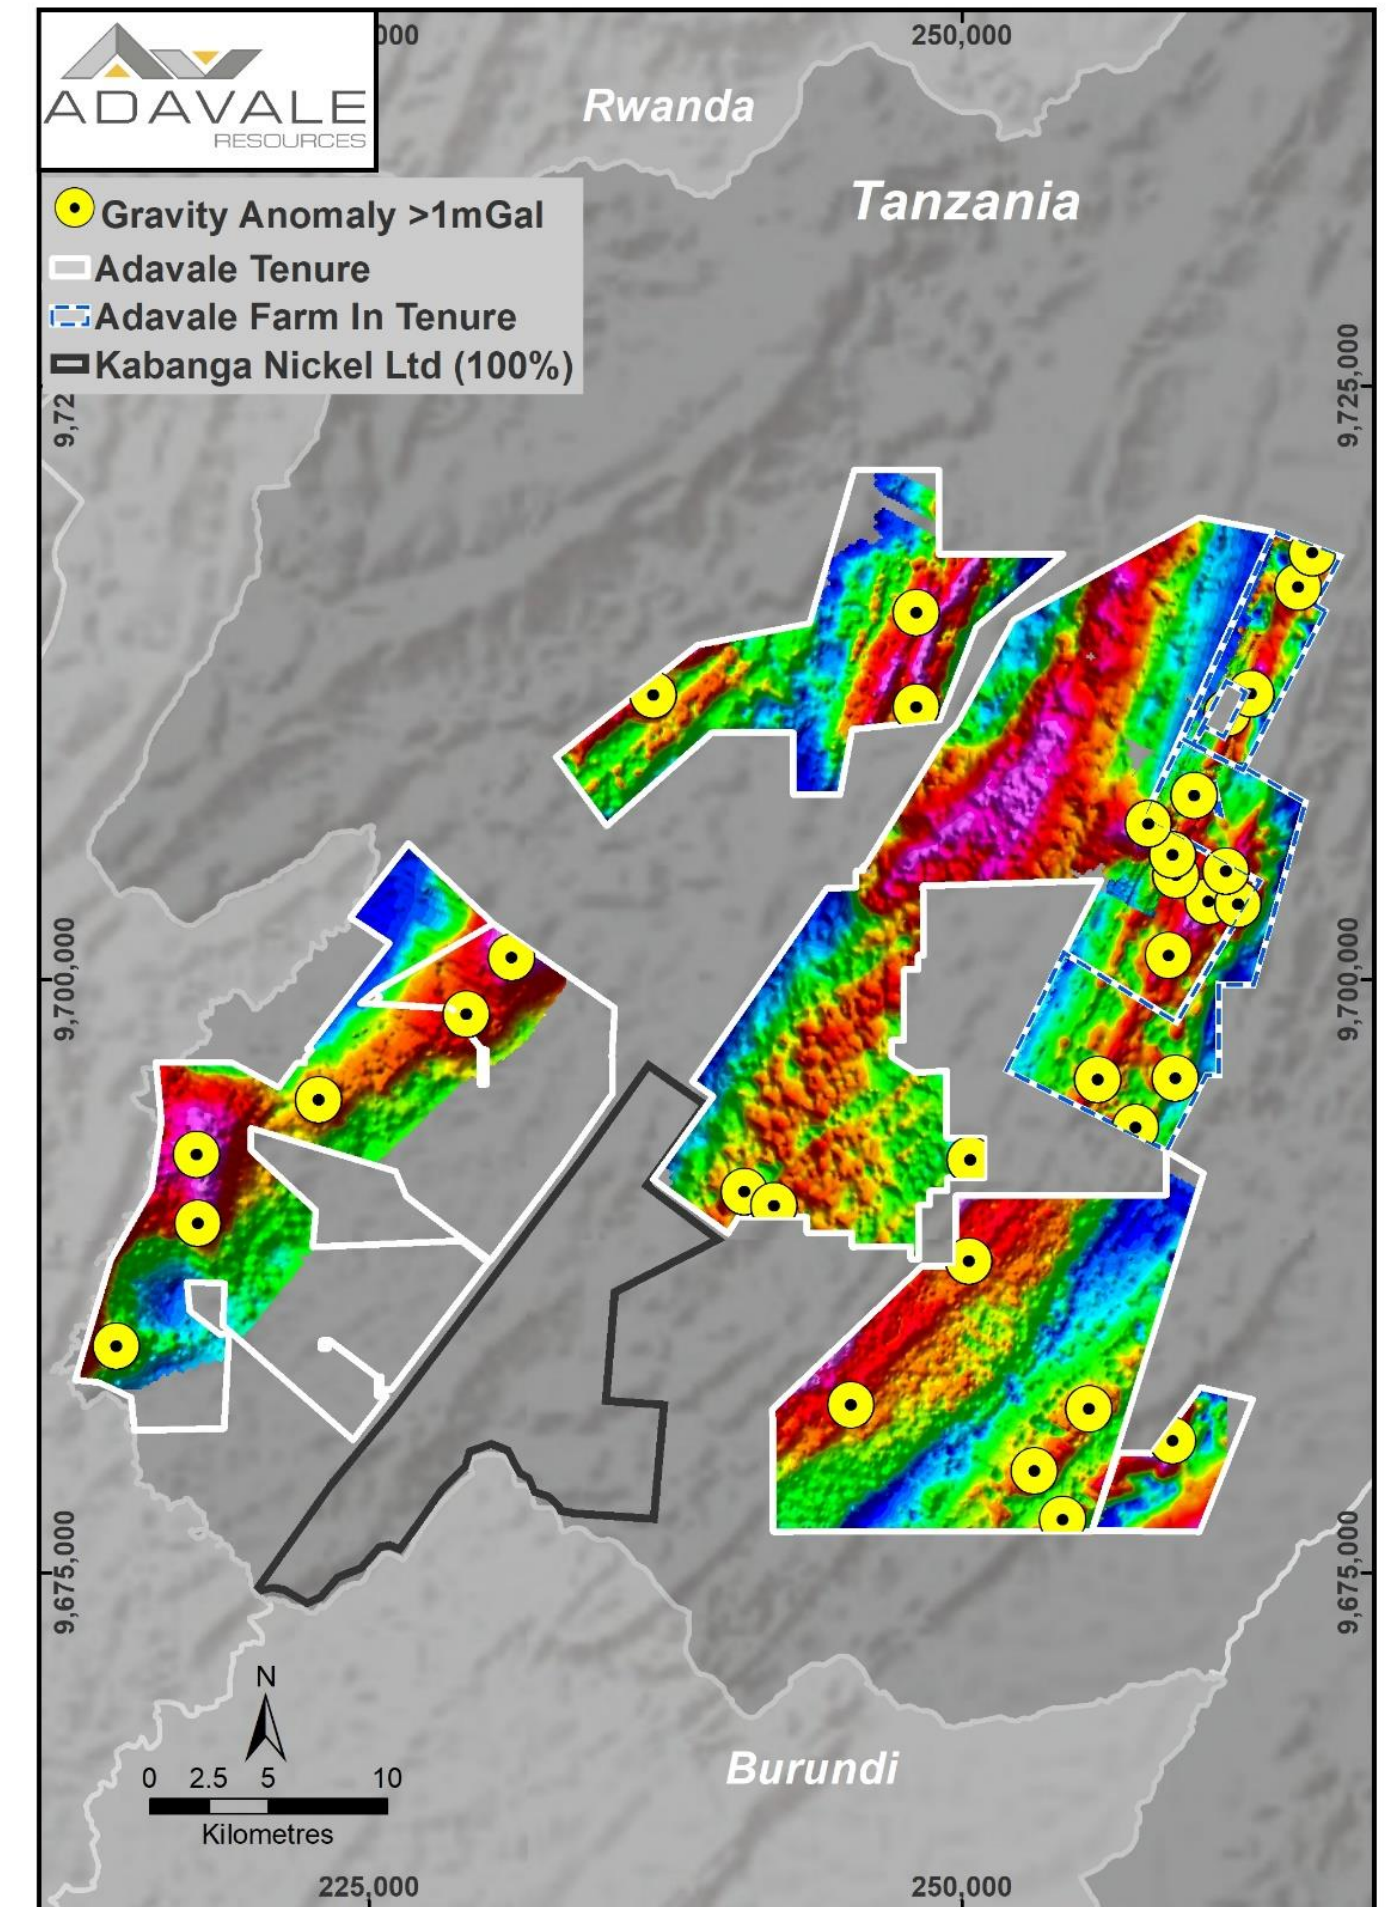 000
250,000
ADAVALE
RESOURCES
Rwanda
Tanzania
Gravity Anomaly >1mGal
Adavale Tenure
Adavale Farm In Tenure
Kabanga Nickel Ltd (100%)
9,72
9,725,000
9,700,000
9,700,000
9,675,000
9,675,000
N
0 2.5 5 10
Kilometres
Burundi
225,000
250,000